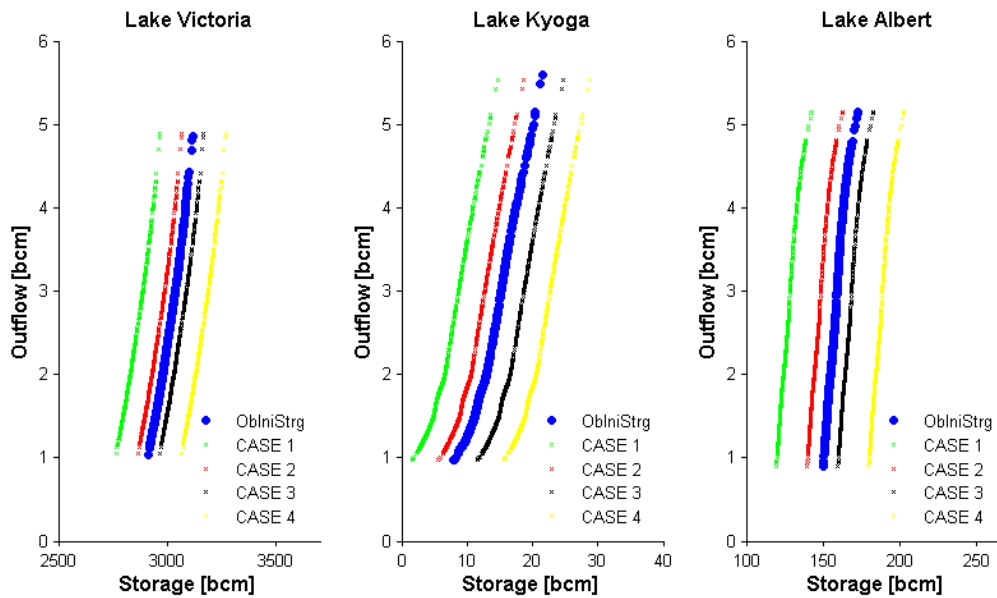 Lake Victoria
6
5
4
3
2
1
0
Outflow [bcm]
2500 3000 3500
Storage [bcm]
OblniStrg
CASE 1
CASE 2
CASE 3
CASE 4
Lake Kyoga
6
5
4
3
2
1
0
Outflow [bcm]
0 10 20 30 40
Storage [bcm]
OblniStrg
CASE 1
CASE 2
CASE 3
CASE 4
Lake Albert
6
5
4
3
2
1
0
Outflow [bcm]
100 150 200 250
Storage [bcm]
OblniStrg
CASE 1
CASE 2
CASE 3
CASE 4